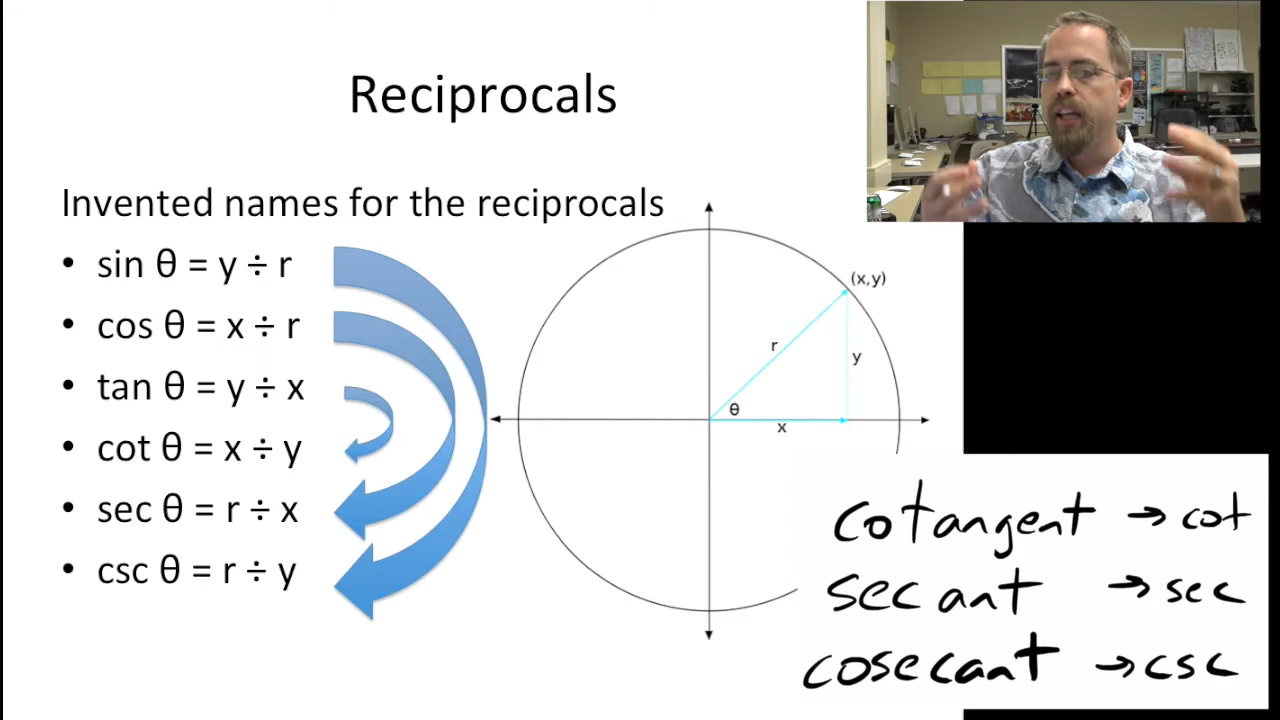 Reciprocals
Invented names for the reciprocals
• sin θ = y ÷ r
• cos θ = x ÷ r
• tan θ = y ÷ x
• cot θ = x ÷ y
• sec θ = r ÷ x
• csc θ = r ÷ y
(x,y)
r
y
θ
x
cotangent → cot
secant → sec
cosecant → csc